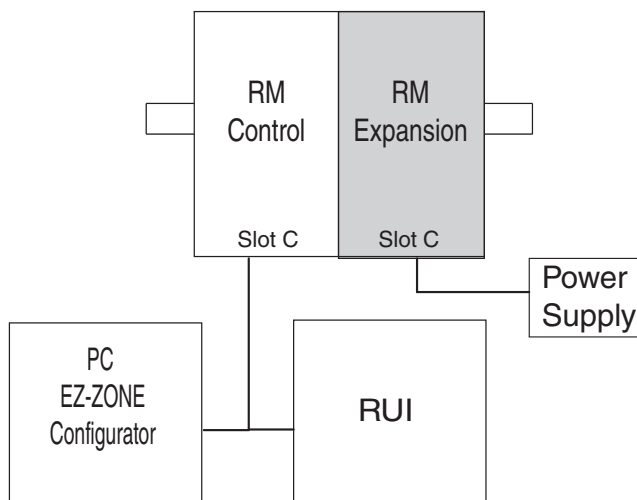 RM
Control
RM
Expansion
Slot C
Slot C
Power
Supply
PC
EZ-ZONE
Configurator
RUI